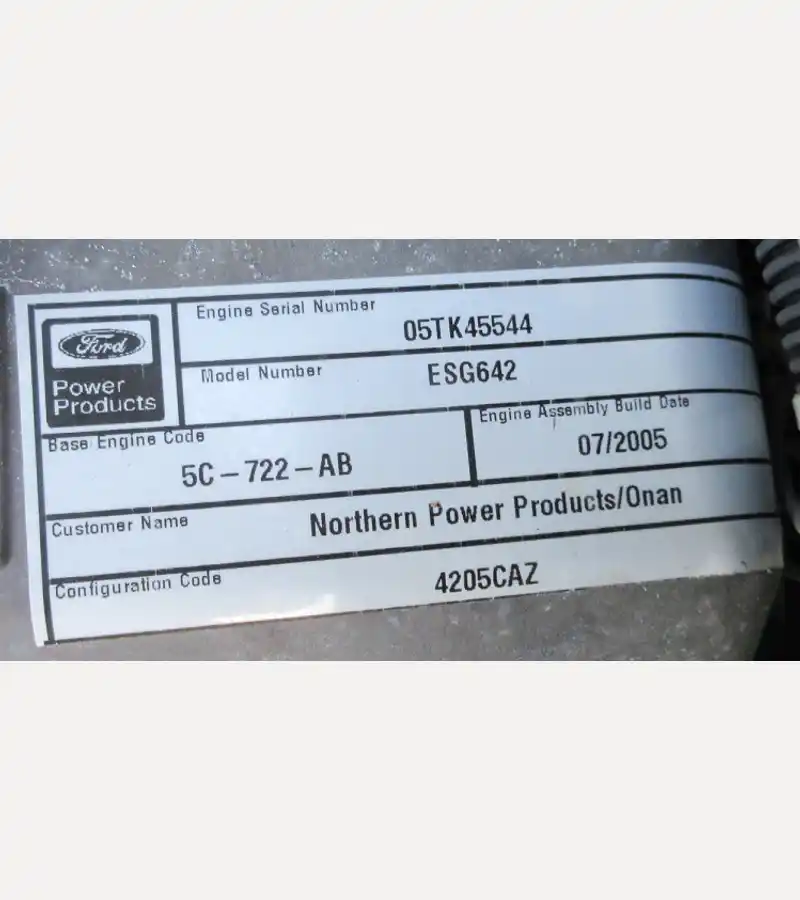 Ford
Power
Products
Engine Serial Number
05TK45544
Model Number
ESG642
Base Engine Code
5C-722-AB
Engine Assembly Build Date
07/2005
Customer Name
Northern Power Products/Onan
Configuration Code
4205CAZ